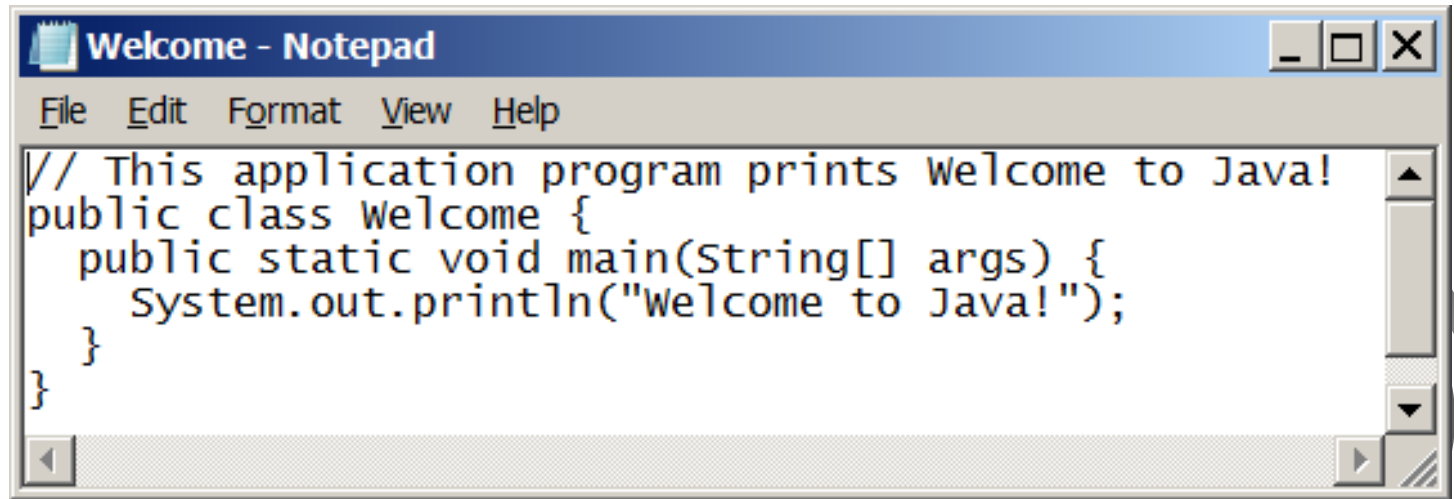 Welcome - Notepad
File Edit Format View Help
// This application program prints Welcome to Java!
public class Welcome {
  public static void main(String[] args) {
    System.out.println("Welcome to Java!");
  }
}